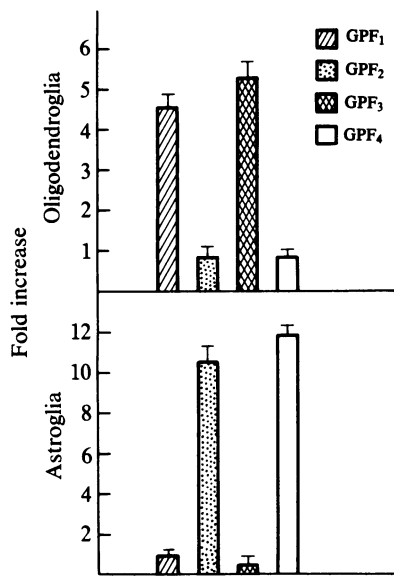 Fold increase
Oligodendroglia
6
5
4
3
2
1
GPF₁
GPF₂
GPF₃
GPF₄
Astroglia
12
10
8
6
4
2